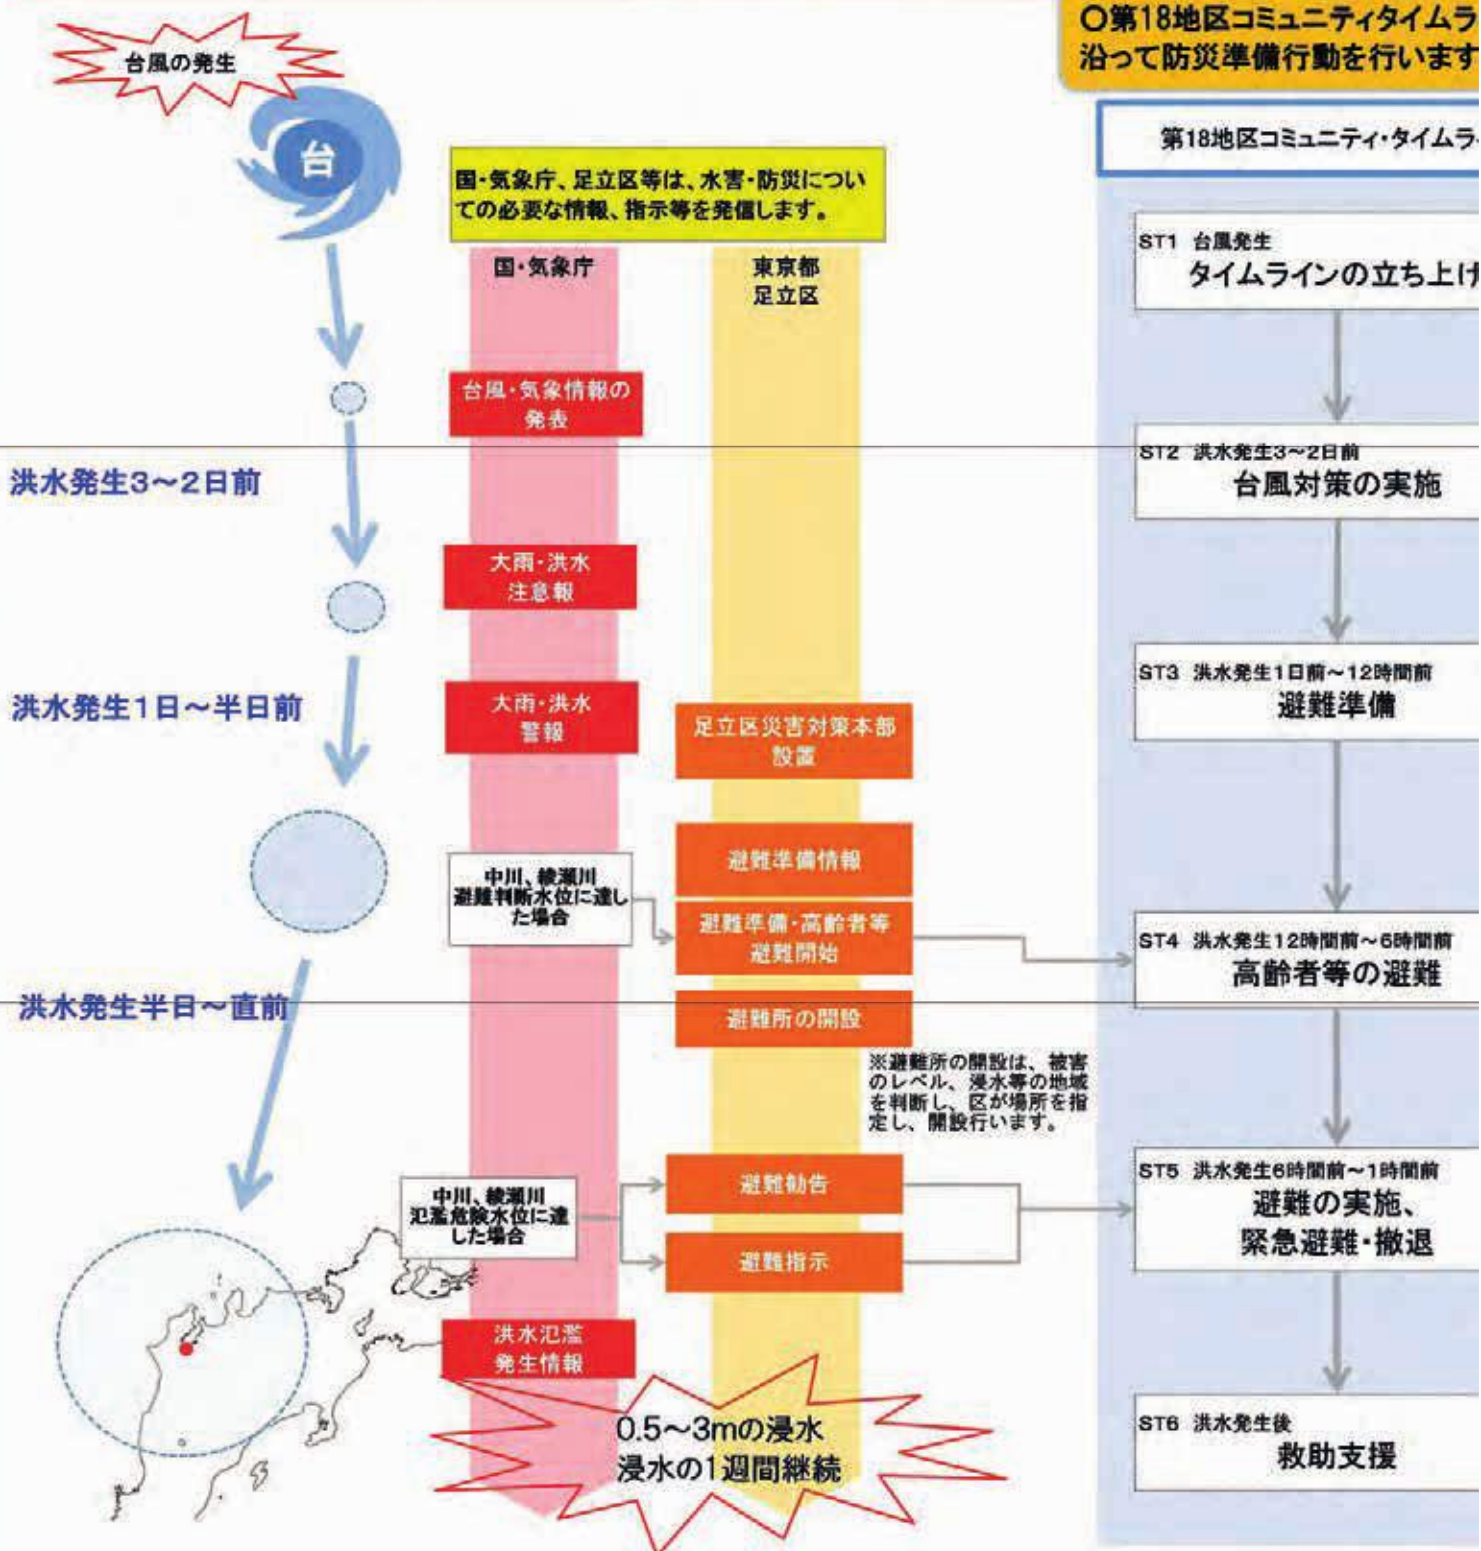 台風の発生
台
〇第18地区コミュニティタイムラ
沿って防災準備行動を行います
国・気象庁、足立区等は、水害・防災につい
ての必要な情報、指示等を発信します。
国・気象庁
東京都
足立区
台風・気象情報の
発表
洪水発生3～2日前
大雨・洪水
注意報
洪水発生1日～半日前
大雨・洪水
警報
足立区災害対策本部
設置
避難準備情報
中川、綾瀬川
避難判断水位に達し
た場合
避難準備・高齢者等
避難開始
洪水発生半日～直前
避難所の開設
※避難所の開設は、被害
のレベル、浸水等の地域
を判断し、区が場所を指
定し、開設行います。
中川、綾瀬川
氾濫危険水位に達
した場合
避難勧告
避難指示
洪水氾濫
発生情報
0.5～3mの浸水
浸水の1週間継続
第18地区コミュニティ・タイムラ
ST1 台風発生
タイムラインの立ち上げ
ST2 洪水発生3～2日前
台風対策の実施
ST3 洪水発生1日前～12時間前
避難準備
ST4 洪水発生12時間前～6時間前
高齢者等の避難
ST5 洪水発生6時間前～1時間前
避難の実施、
緊急避難・撤退
ST6 洪水発生後
救助支援